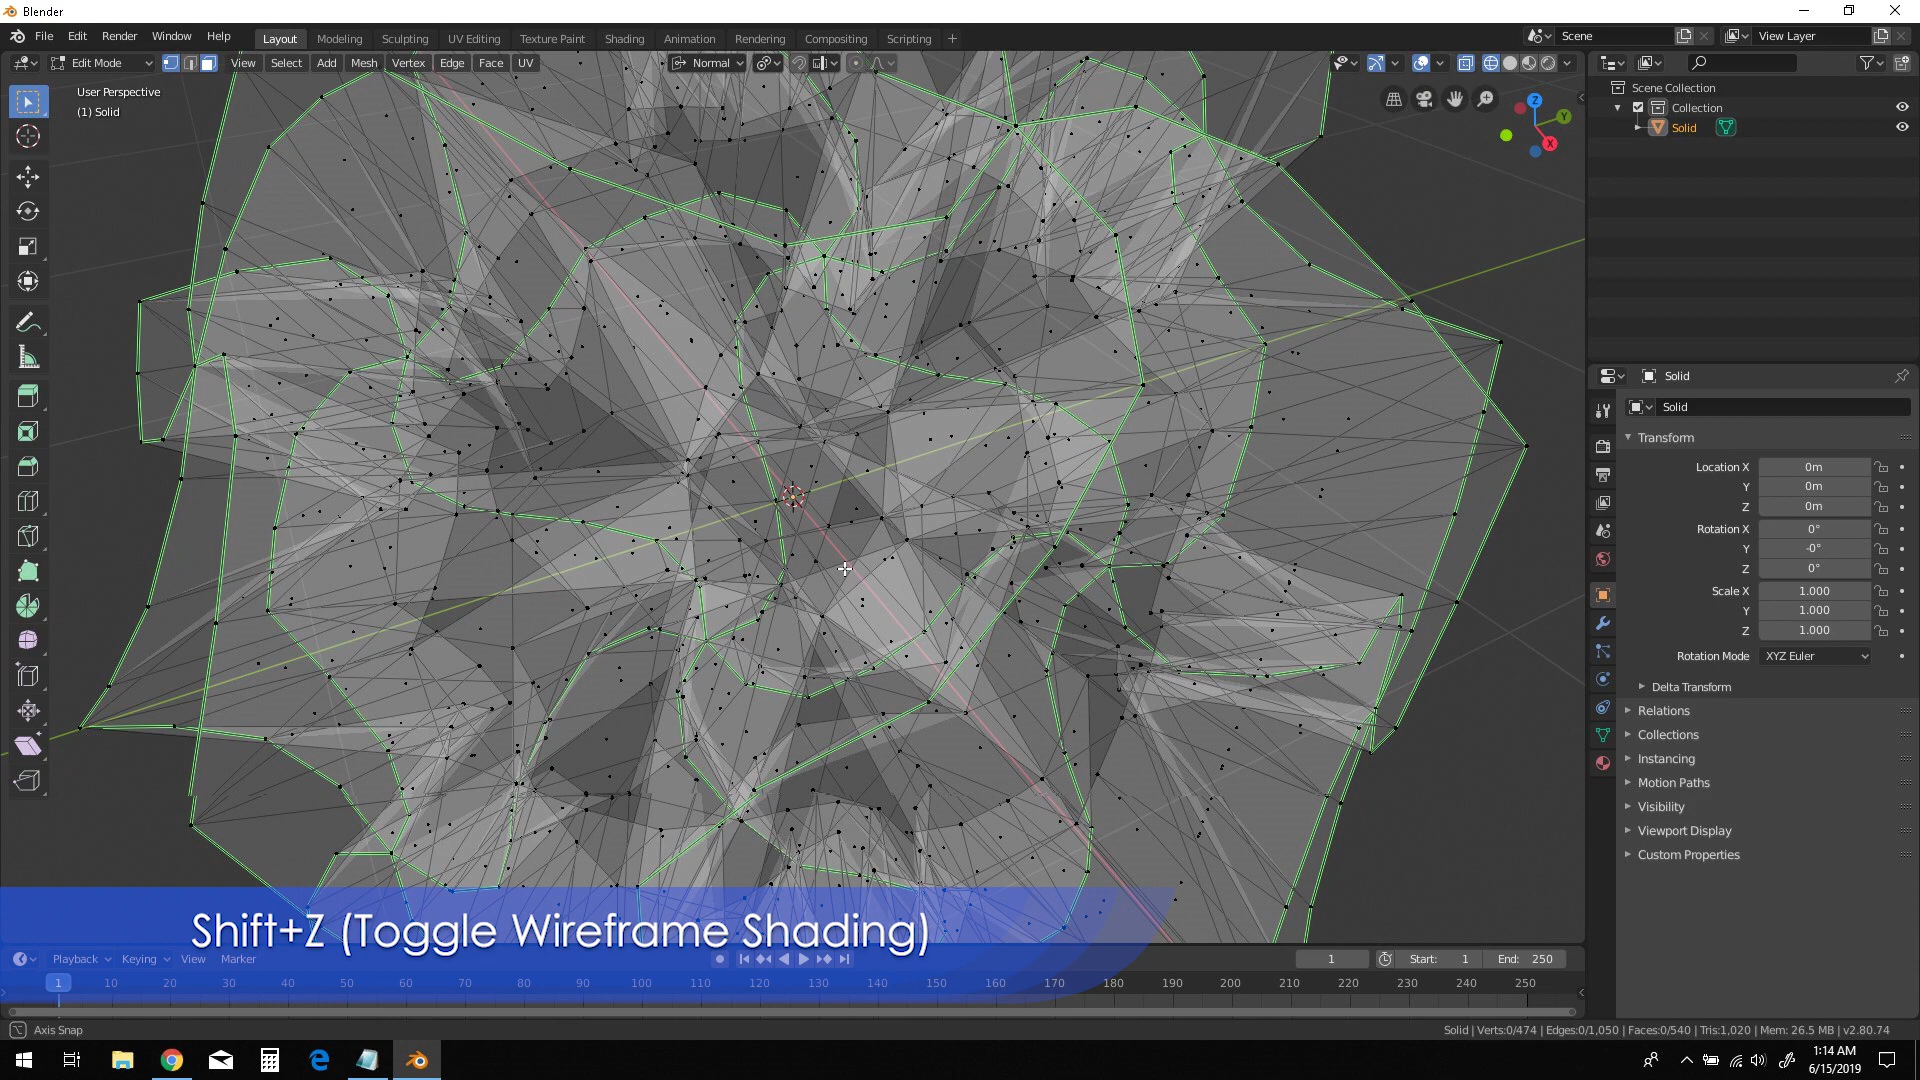 Blender
File Edit Render Window Help
Layout Modeling Sculpting UV Editing Texture Paint Shading Animation Rendering Compositing Scripting +
Scene
View Layer
Edit Mode View Select Add Mesh Vertex Edge Face UV
Normal
User Perspective
(1) Solid
Z
Y
X
Scene Collection
Collection
Solid
Solid
Solid
Transform
Location X 0m
Y 0m
Z 0m
Rotation X 0°
Y -0°
Z 0°
Scale X 1.000
Y 1.000
Z 1.000
Rotation Mode XYZ Euler
Delta Transform
Relations
Collections
Instancing
Motion Paths
Visibility
Viewport Display
Custom Properties
Shift+Z (Toggle Wireframe Shading)
Playback Keying View Marker
1 Start: 1 End: 250
1 10 20 30 40 50 60 70 80 90 100 110 120 130 140 150 160 170 180 190 200 210 220 230 240 250
Axis Snap
Solid | Verts:0/474 | Edges:0/1,050 | Faces:0/540 | Tris:1,020 | Mem: 26.5 MB | v2.80.74
1:14 AM
6/15/2019